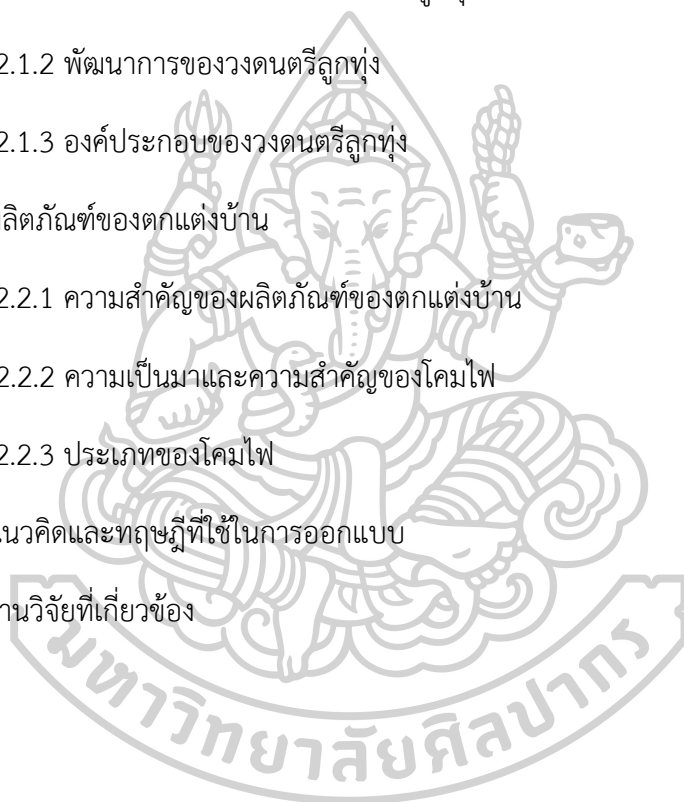 2.1.2 พัฒนาการของวงดนตรีลูกทุ่ง
2.1.3 องค์ประกอบของวงดนตรีลูกทุ่ง
ลิตภัณฑ์ของตกแต่งบ้าน
2.2.1 ความสำคัญของผลิตภัณฑ์ของตกแต่งบ้าน
2.2.2 ความเป็นมาและความสำคัญของโคมไฟ
2.2.3 ประเภทของโคมไฟ
นวคิดและทฤษฎีที่ใช้ในการออกแบบ
านวิจัยที่เกี่ยวข้อง
มหาวิทยาลัยศิลปากร